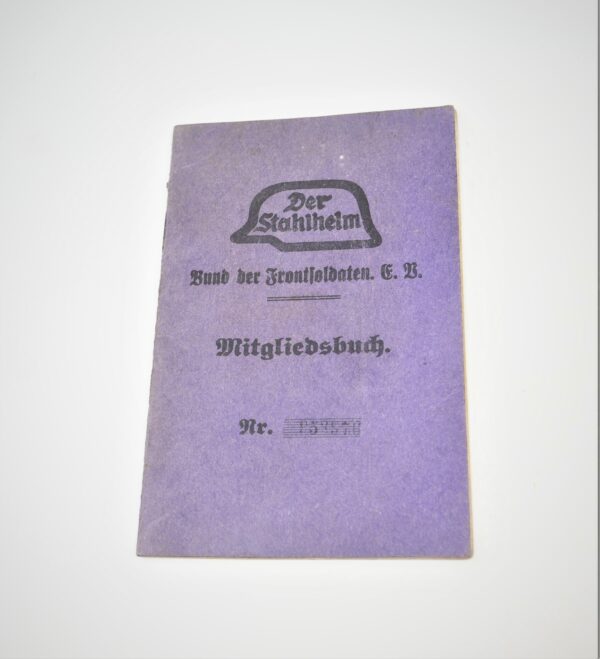 Der
Stahlhelm
Bund der Frontsoldaten. E. V.
Mitgliedsbuch.
Nr.